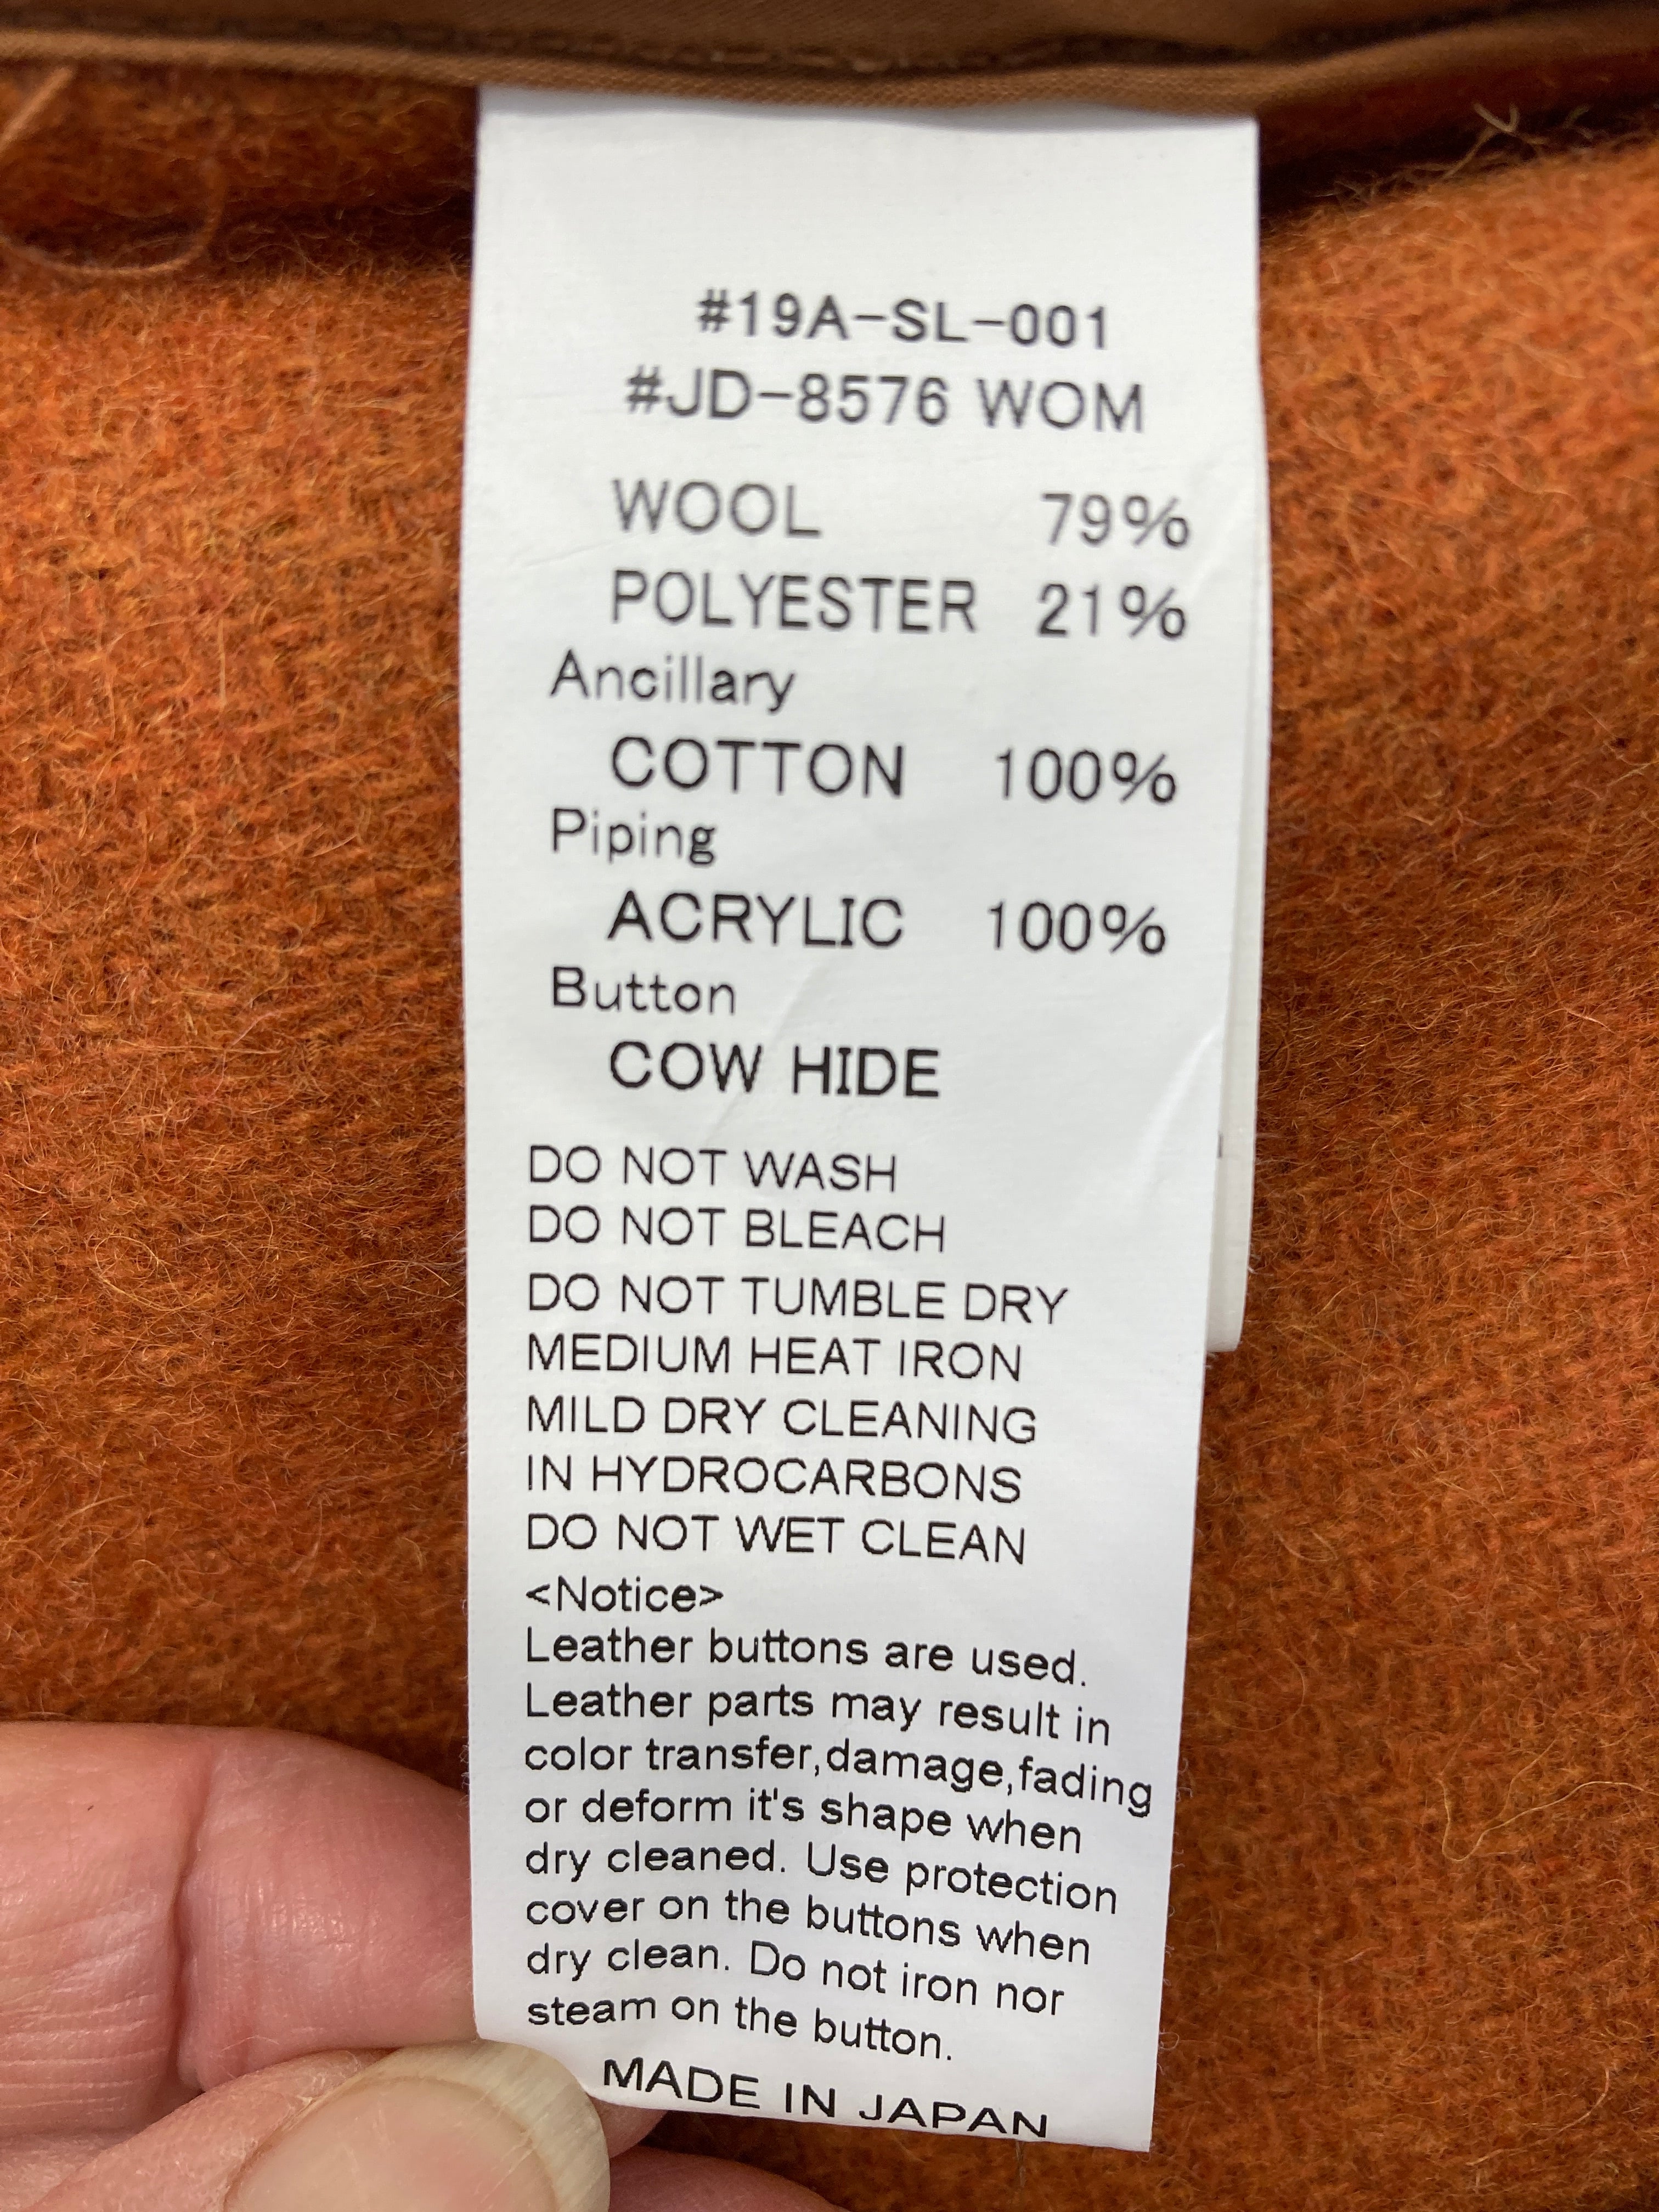 #19A-SL-001
#JD-8576 WOM
WOOL 79%
POLYESTER 21%
Ancillary
COTTON 100%
Piping
ACRYLIC 100%
Button
COW HIDE
DO NOT WASH
DO NOT BLEACH
DO NOT TUMBLE DRY
MEDIUM HEAT IRON
MILD DRY CLEANING
IN HYDROCARBONS
DO NOT WET CLEAN
<Notice>
Leather buttons are used.
Leather parts may result in
color transfer,damage,fading
or deform it's shape when
dry cleaned. Use protection
cover on the buttons when
dry clean. Do not iron nor
steam on the button.
MADE IN JAPAN